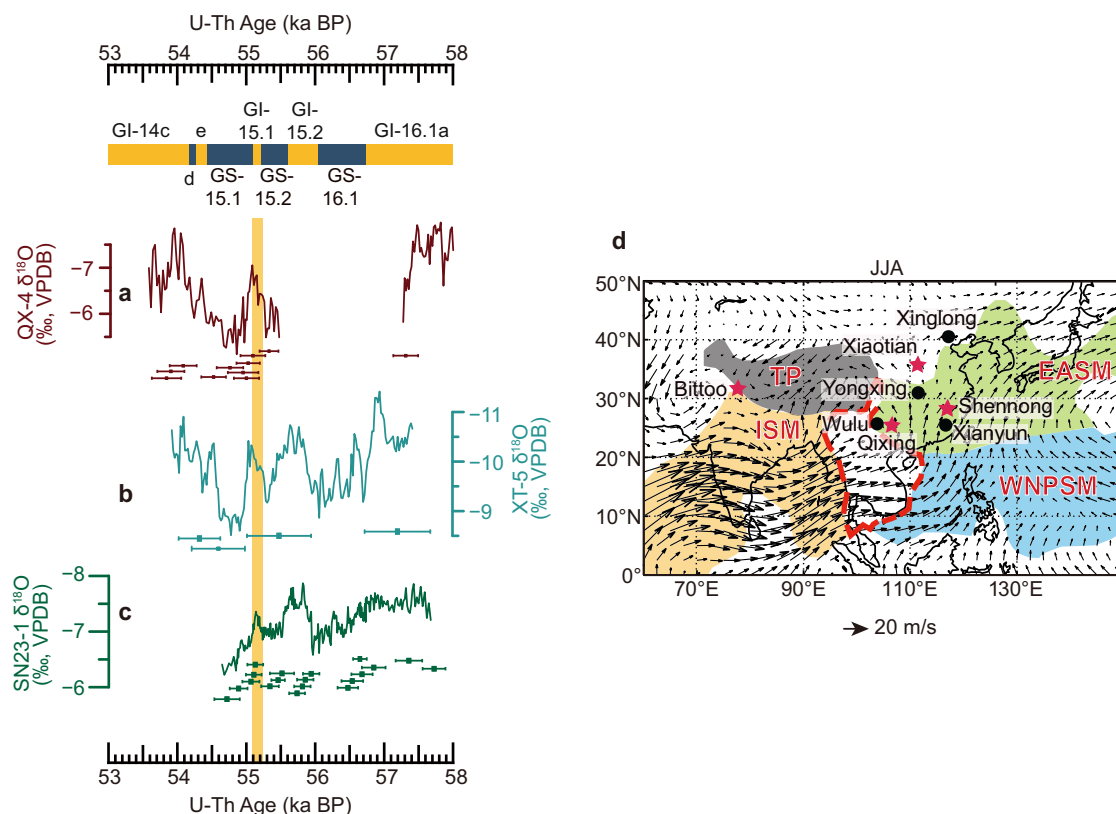 U-Th Age (ka BP)
53 54 55 56 57 58
GI- GI-
GI-14c e 15.1 15.2 GI-16.1a
d GS- GS- GS-
15.1 15.2 16.1
QX-4 δ18O
(‰, VPDB)
−7
−6
a
XT-5 δ18O
(‰, VPDB)
−11
−10
−9
b
SN23-1 δ18O
(‰, VPDB)
−8
−7
−6
c
53 54 55 56 57 58
U-Th Age (ka BP)
d
JJA
50°N
40°N
30°N
20°N
10°N
0°
Xinglong
Xiaotian
EASM
TP
Bittoo
Yongxing
Shennong
ISM
Wulu
Xianyun
Qixing
WNPSM
70°E 90°E 110°E 130°E
20 m/s